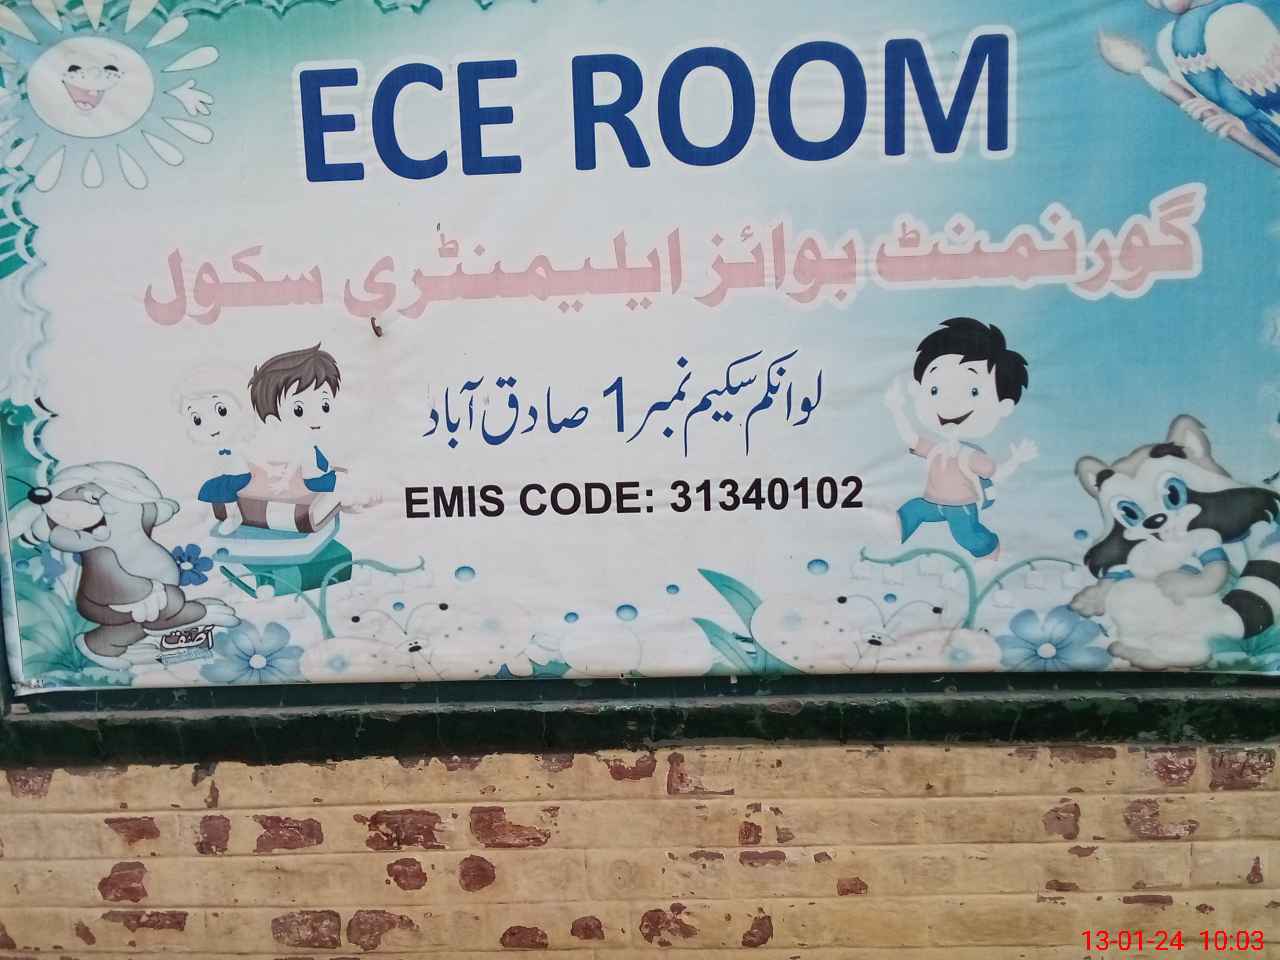 ECE ROOM
گورنمنٹ بوائز ایلیمنٹری سکول
لوانکم سکیم نمبر 1 صادق آباد
EMIS CODE: 31340102
آصف
13-01-24 10:03